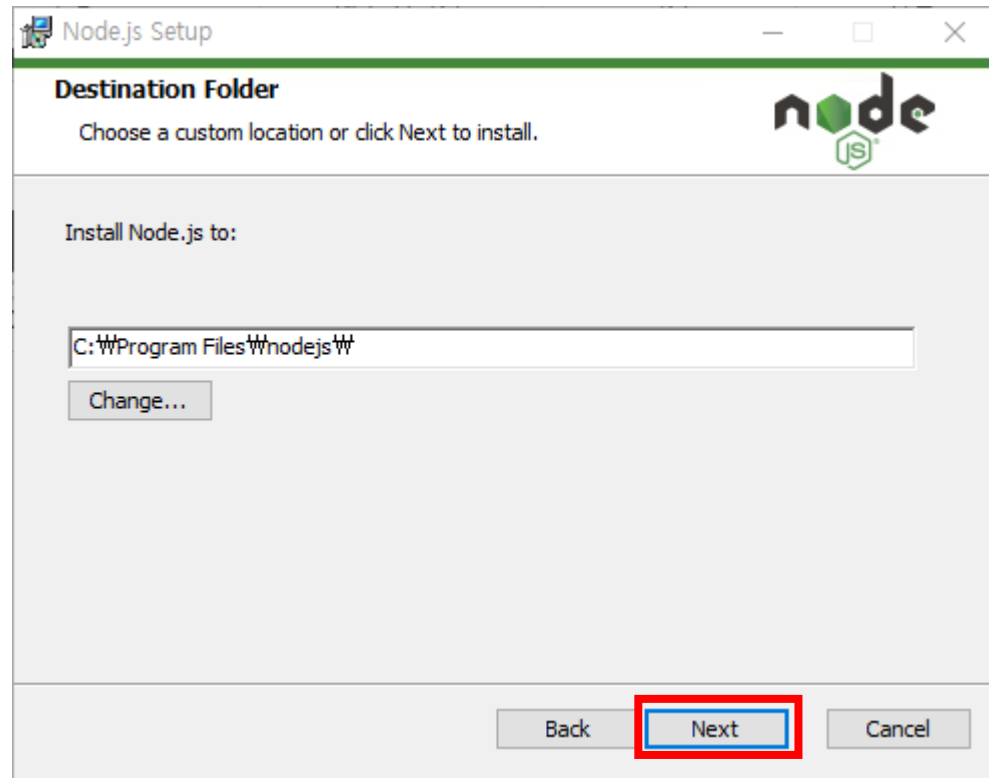 Node.js Setup
Destination Folder
Choose a custom location or click Next to install.
node
JS
Install Node.js to:
C:₩Program Files₩nodejs₩
Change...
Back
Next
Cancel